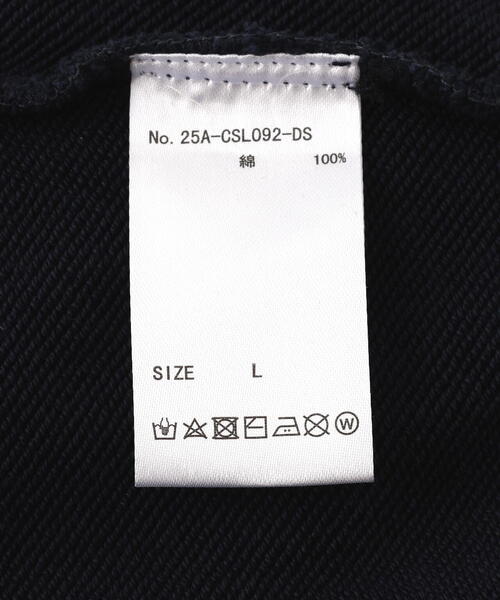 No. 25A-CSL092-DS
綿 100%
SIZE L
W